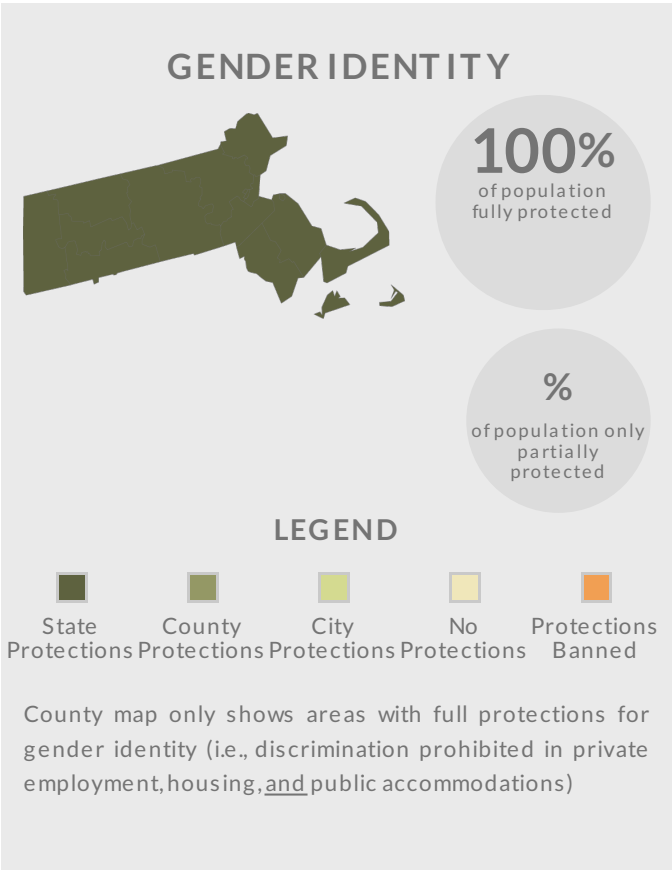 GENDER IDENTITY
100%
of population
fully protected
%
of population only
partially
protected
LEGEND
State
Protections
County
Protections
City
Protections
No
Protections
Protections
Banned
County map only shows areas with full protections for
gender identity (i.e., discrimination prohibited in private
employment, housing, and public accommodations)